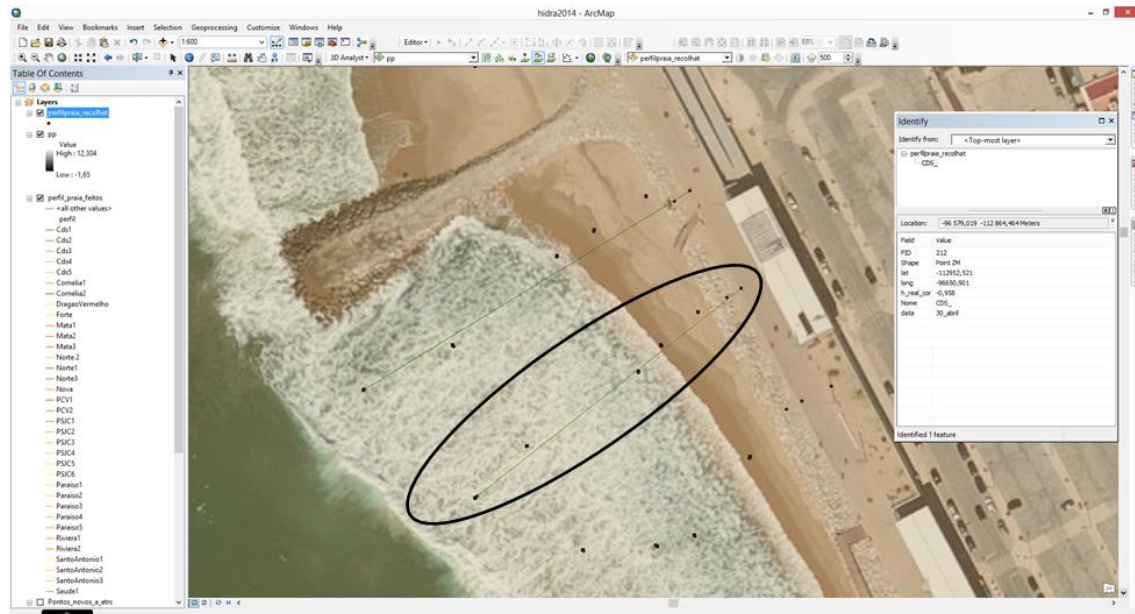 hidra2014 - ArcMap
File Edit View Bookmarks Insert Selection Geoprocessing Customize Windows Help
1:600
Editor
3D Analyst
pp
perfilpraia_recolhat
500
Table Of Contents
Layers
perfilpraia_recolhat
pp
Value
High : 12,304
Low : -1,65
perfil_praia_feitos
<all other values>
perfil
Cds1
Cds2
Cds3
Cds4
Cds5
Cornelia1
Cornélia2
DragaoVermelho
Forte
Mata1
Mata2
Mata3
Norte 2
Norte1
Norte3
Nova
PCV1
PCV2
PSJC1
PSJC2
PSJC3
PSJC4
PSJC5
PSJC6
Paraiso1
Paraiso2
Paraiso3
Paraiso4
Paraiso5
Riviera1
Riviera2
SantoAntonio1
SantoAntonio2
SantoAntonio3
Saude1
Pontos_novos_a_etrs
Identify
Identify from: <Top-most layer>
perfilpraia_recolhat
CDS_
Location: -96 579,019 -112 864,464 Meters
Field Value
FID 212
Shape Point ZM
lat -112952,521
long -96650,901
h_real_cor -0,958
Nome CDS_
data 30_abril
Identified 1 feature